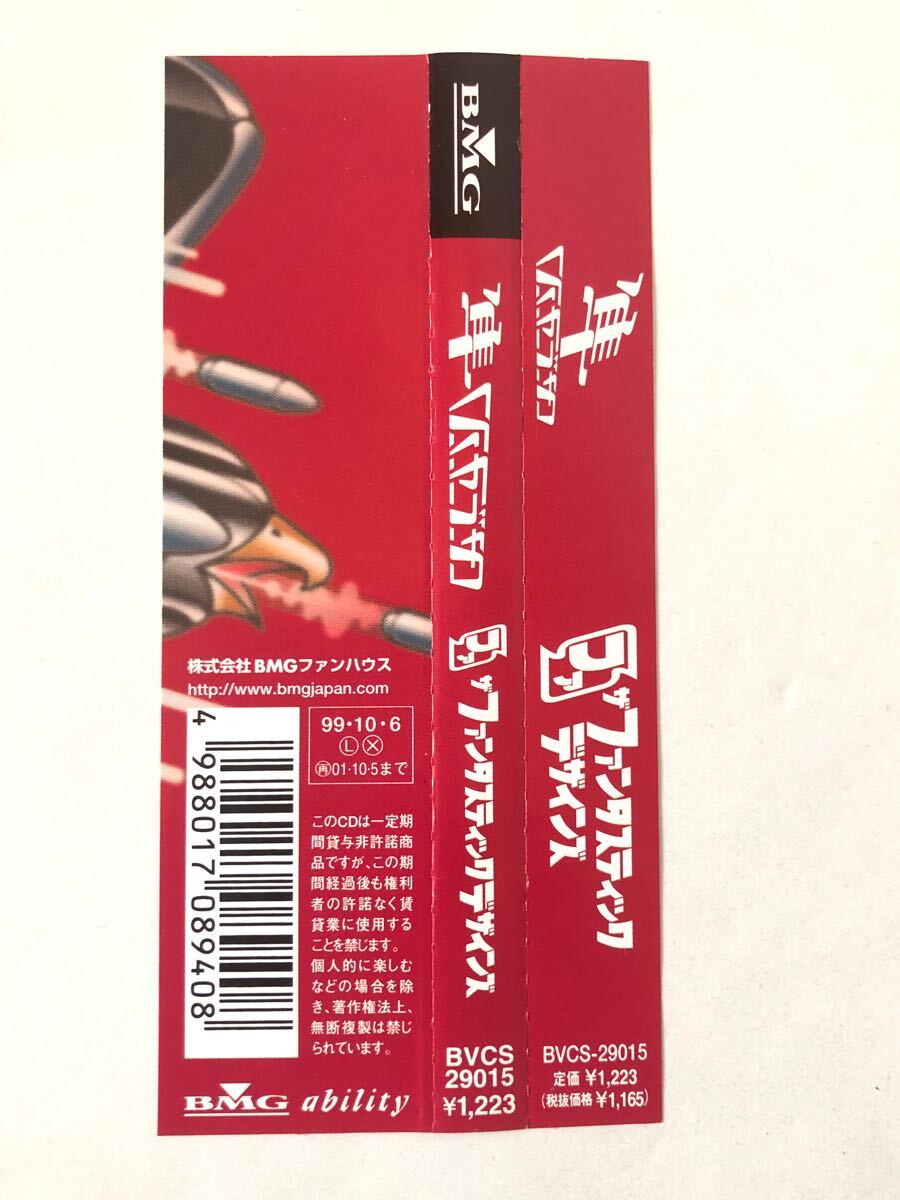 BMG
隼
ハヤブサ
ザ ファンタスティック
デザインズ
BVCS-29015
定価 ¥1,223
(税抜価格 ¥1,165)
BMG
隼
ハヤブサ
ザ ファンタスティックデザインズ
BVCS
29015
¥1,223
株式会社BMGファンハウス
http://www.bmgjapan.com
4 988017 089408
99・10・6
Ⓛ Ⓧ
㊢01・10・5まで
このCDは一定期
間貸与非許諾商
品ですが、この期
間経過後も権利
者の許諾なく賃
貸業に使用する
ことを禁じます。
個人的に楽しむ
などの場合を除
き、著作権法上、
無断複製は禁じ
られています。
BMG ability